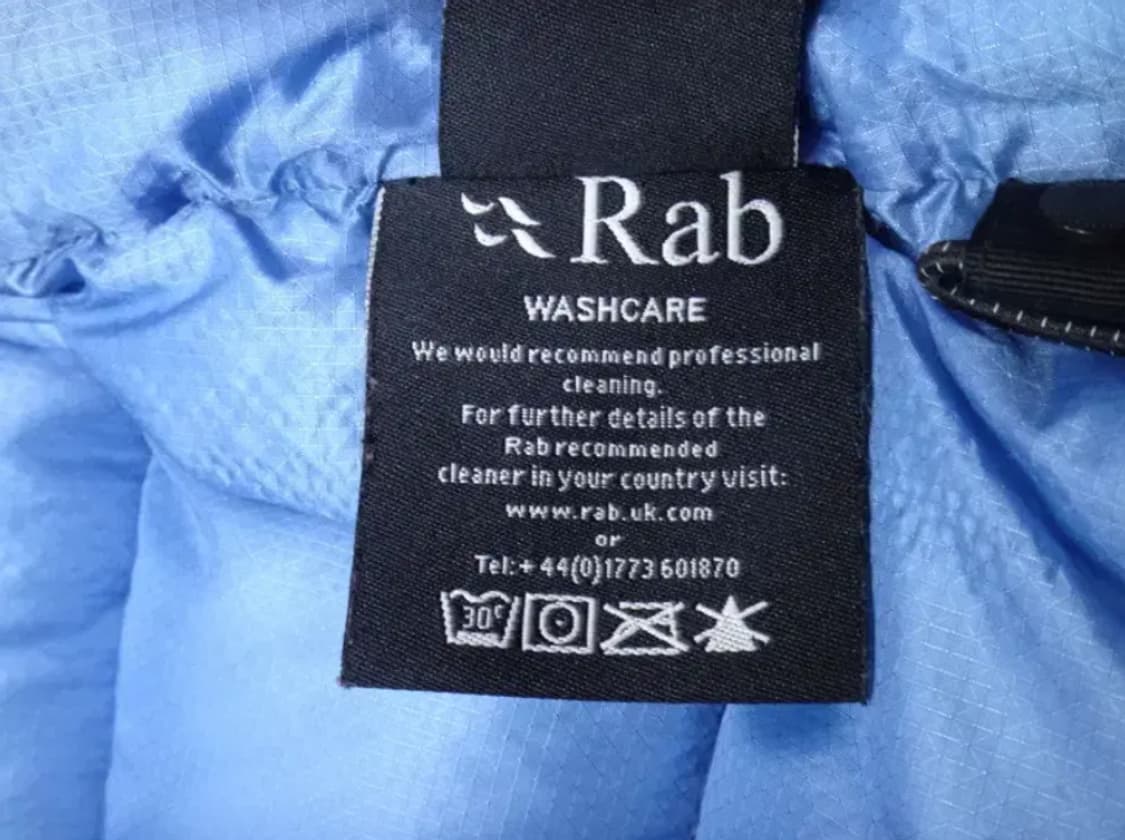 Rab
WASHCARE
We would recommend professional
cleaning.
For further details of the
Rab recommended
cleaner in your country visit:
www.rab.uk.com
or
Tel:+ 44(0)1773 601870
30°